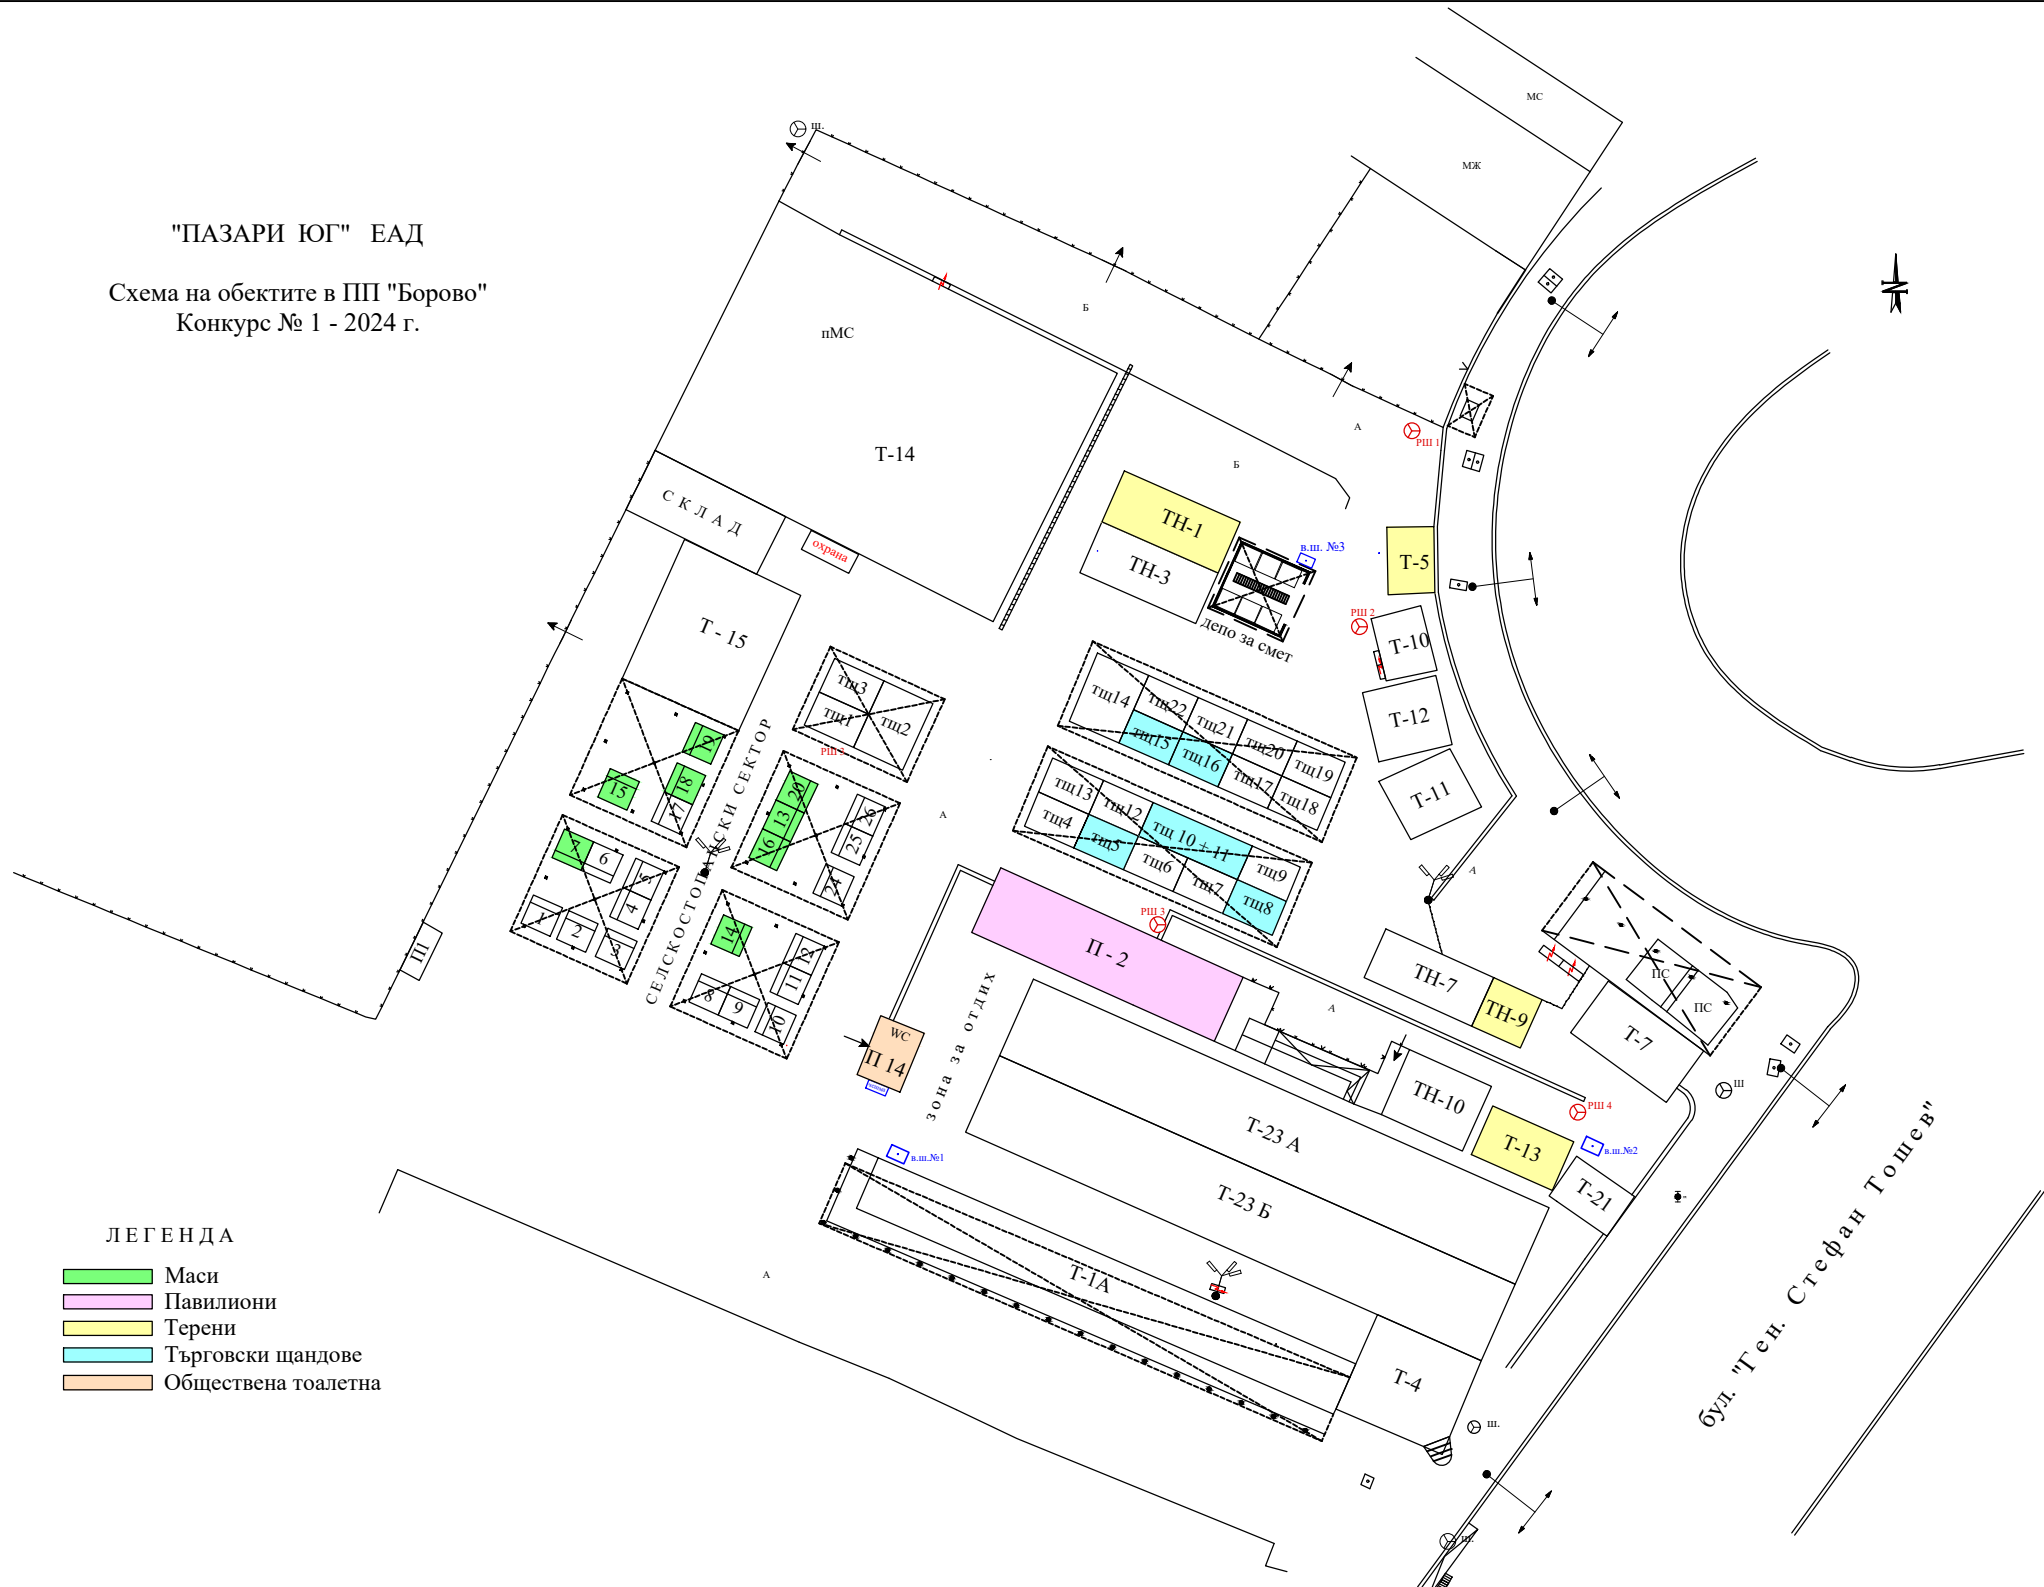 "ПАЗАРИ ЮГ" ЕАД
Схема на обектите в ПП "Борово"
Конкурс № 1 - 2024 г.
МС
МЖ
ш.
Б
пМС
Т-14
А
РШ 1
Б
СКЛАД
охрана
ТН-1
ТН-3
в.ш. №3
депо за смет
Т-5
РШ 2
Т-10
Т-12
Т-11
Т - 15
тщ3
тщ1
тщ2
тщ14
тщ22
тщ21
тщ20
тщ19
тщ15
тщ16
тщ17
тщ18
тщ13
тщ12
тщ 10 + 11
тщ9
тщ4
тщ5
тщ6
тщ7
тщ8
19
18
17
15
20
13
16
26
25
24
7
6
5
4
1
2
3
14
12
11
8
9
10
СЕЛСКОСТОПАНСКИ СЕКТОР
А
А
ПП
РШ 3
П - 2
А
ТН-7
ТН-9
ПС
ПС
Т-7
WC
П 14
зона за отдих
ТН-10
РШ 4
Ш
Т-13
в.ш.№2
Т-21
Т-23 А
Т-23 Б
в.ш.№1
Т-1А
Т-4
А
ш.
ш.
бул. "Ген. Стефан Тошев"
ЛЕГЕНДА
Маси
Павилиони
Терени
Търговски щандове
Обществена тоалетна